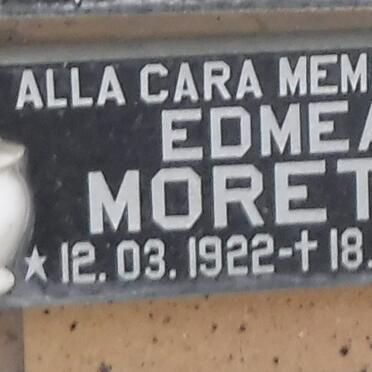 ALLA CARA MEM
EDMEA
MORET
★12.03.1922-†18.